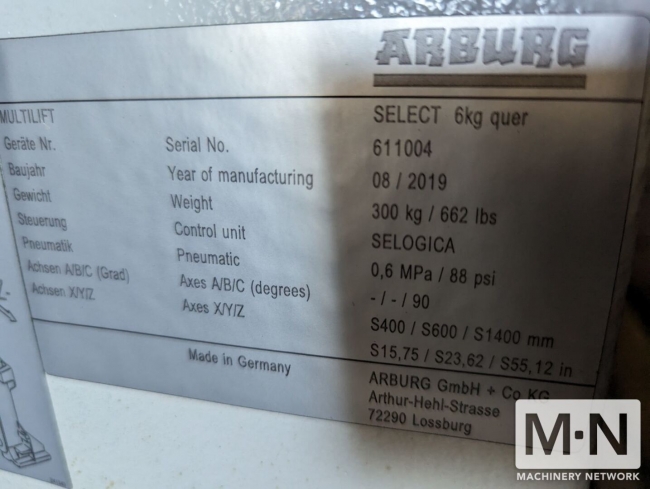 ARBURG
MULTILIFT SELECT 6kg quer
Geräte Nr. Serial No. 611004
Baujahr Year of manufacturing 08 / 2019
Gewicht Weight 300 kg / 662 lbs
Steuerung Control unit SELOGICA
Pneumatik Pneumatic 0,6 MPa / 88 psi
Achsen A/B/C (Grad) Axes A/B/C (degrees) - / - / 90
Achsen X/Y/Z Axes X/Y/Z S400 / S600 / S1400 mm
S15,75 / S23,62 / S55,12 in
Made in Germany ARBURG GmbH + Co KG
Arthur-Hehl-Strasse
72290 Lossburg
M·N
MACHINERY NETWORK